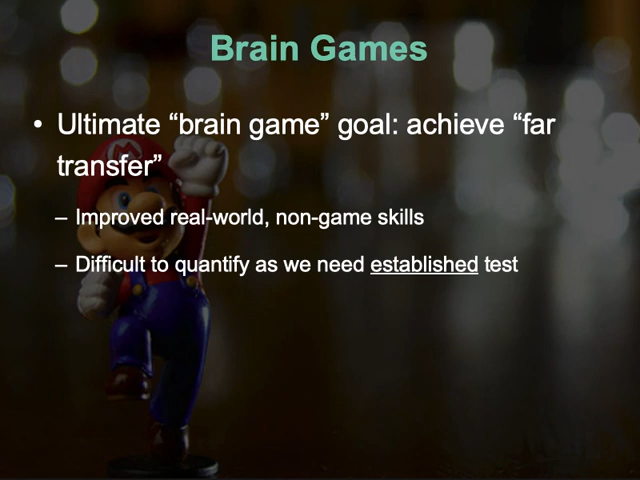 Brain Games
• Ultimate “brain game” goal: achieve “far
transfer”
– Improved real-world, non-game skills
– Difficult to quantify as we need established test
M